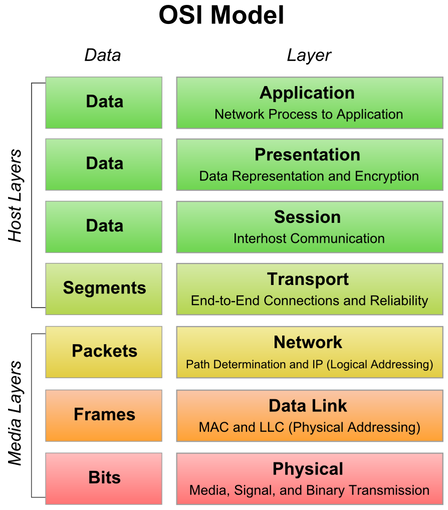 OSI Model
Data Layer
Host Layers
Data
Application
Network Process to Application
Data
Presentation
Data Representation and Encryption
Data
Session
Interhost Communication
Segments
Transport
End-to-End Connections and Reliability
Media Layers
Packets
Network
Path Determination and IP (Logical Addressing)
Frames
Data Link
MAC and LLC (Physical Addressing)
Bits
Physical
Media, Signal, and Binary Transmission